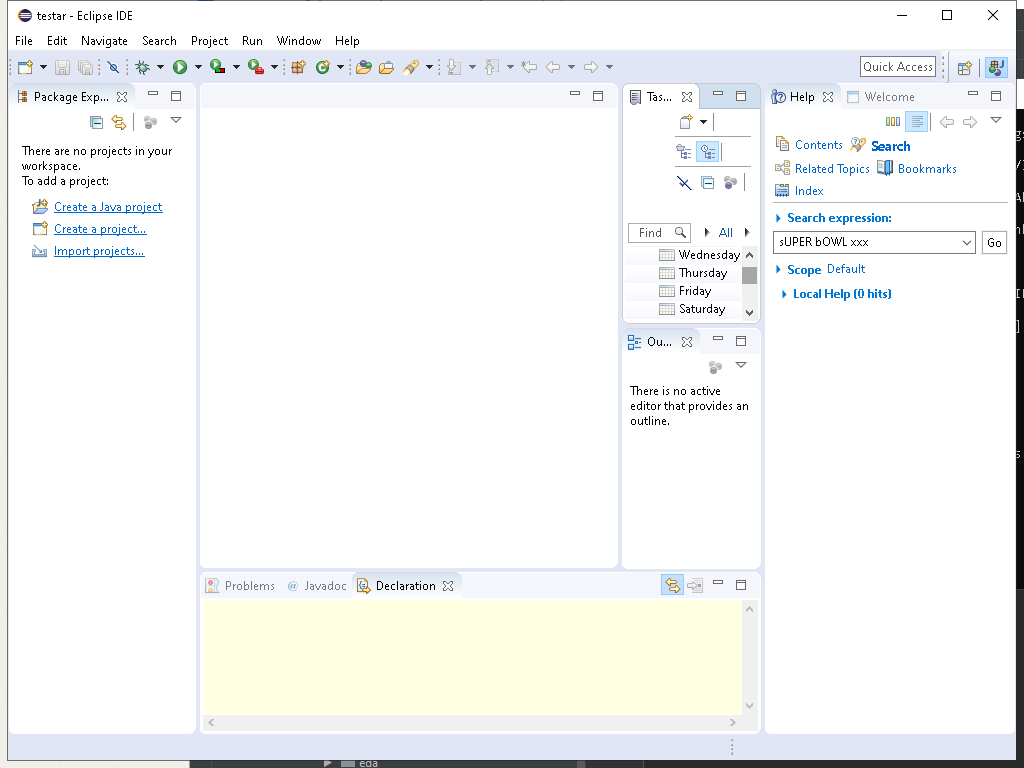 testar - Eclipse IDE
File Edit Navigate Search Project Run Window Help
Quick Access
Package Exp...
There are no projects in your
workspace.
To add a project:
Create a Java project
Create a project...
Import projects...
Tas...
Find
All
Wednesday
Thursday
Friday
Saturday
Ou...
There is no active
editor that provides an
outline.
Help Welcome
Contents Search
Related Topics Bookmarks
Index
Search expression:
sUPER bOWL xxx
Go
Scope Default
Local Help (0 hits)
Problems @ Javadoc Declaration
eda